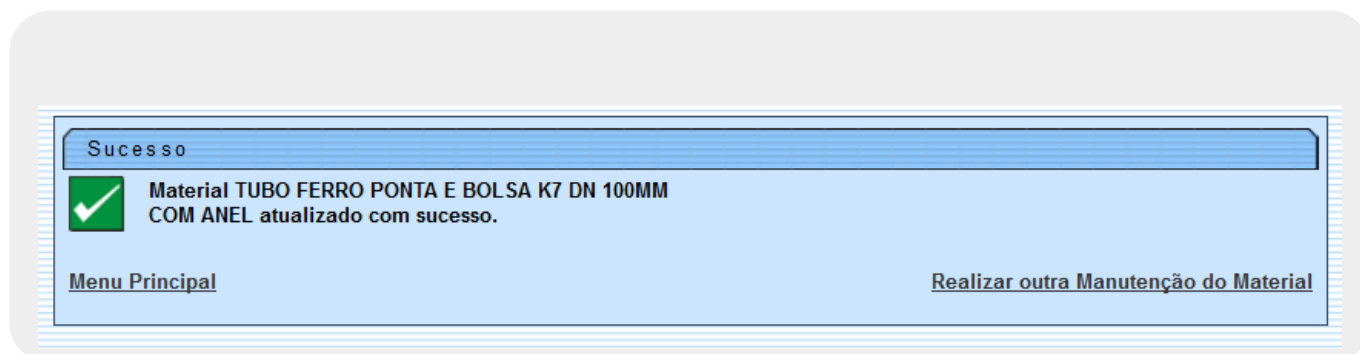 Sucesso
Material TUBO FERRO PONTA E BOLSA K7 DN 100MM
COM ANEL atualizado com sucesso.
Menu Principal
Realizar outra Manutenção do Material